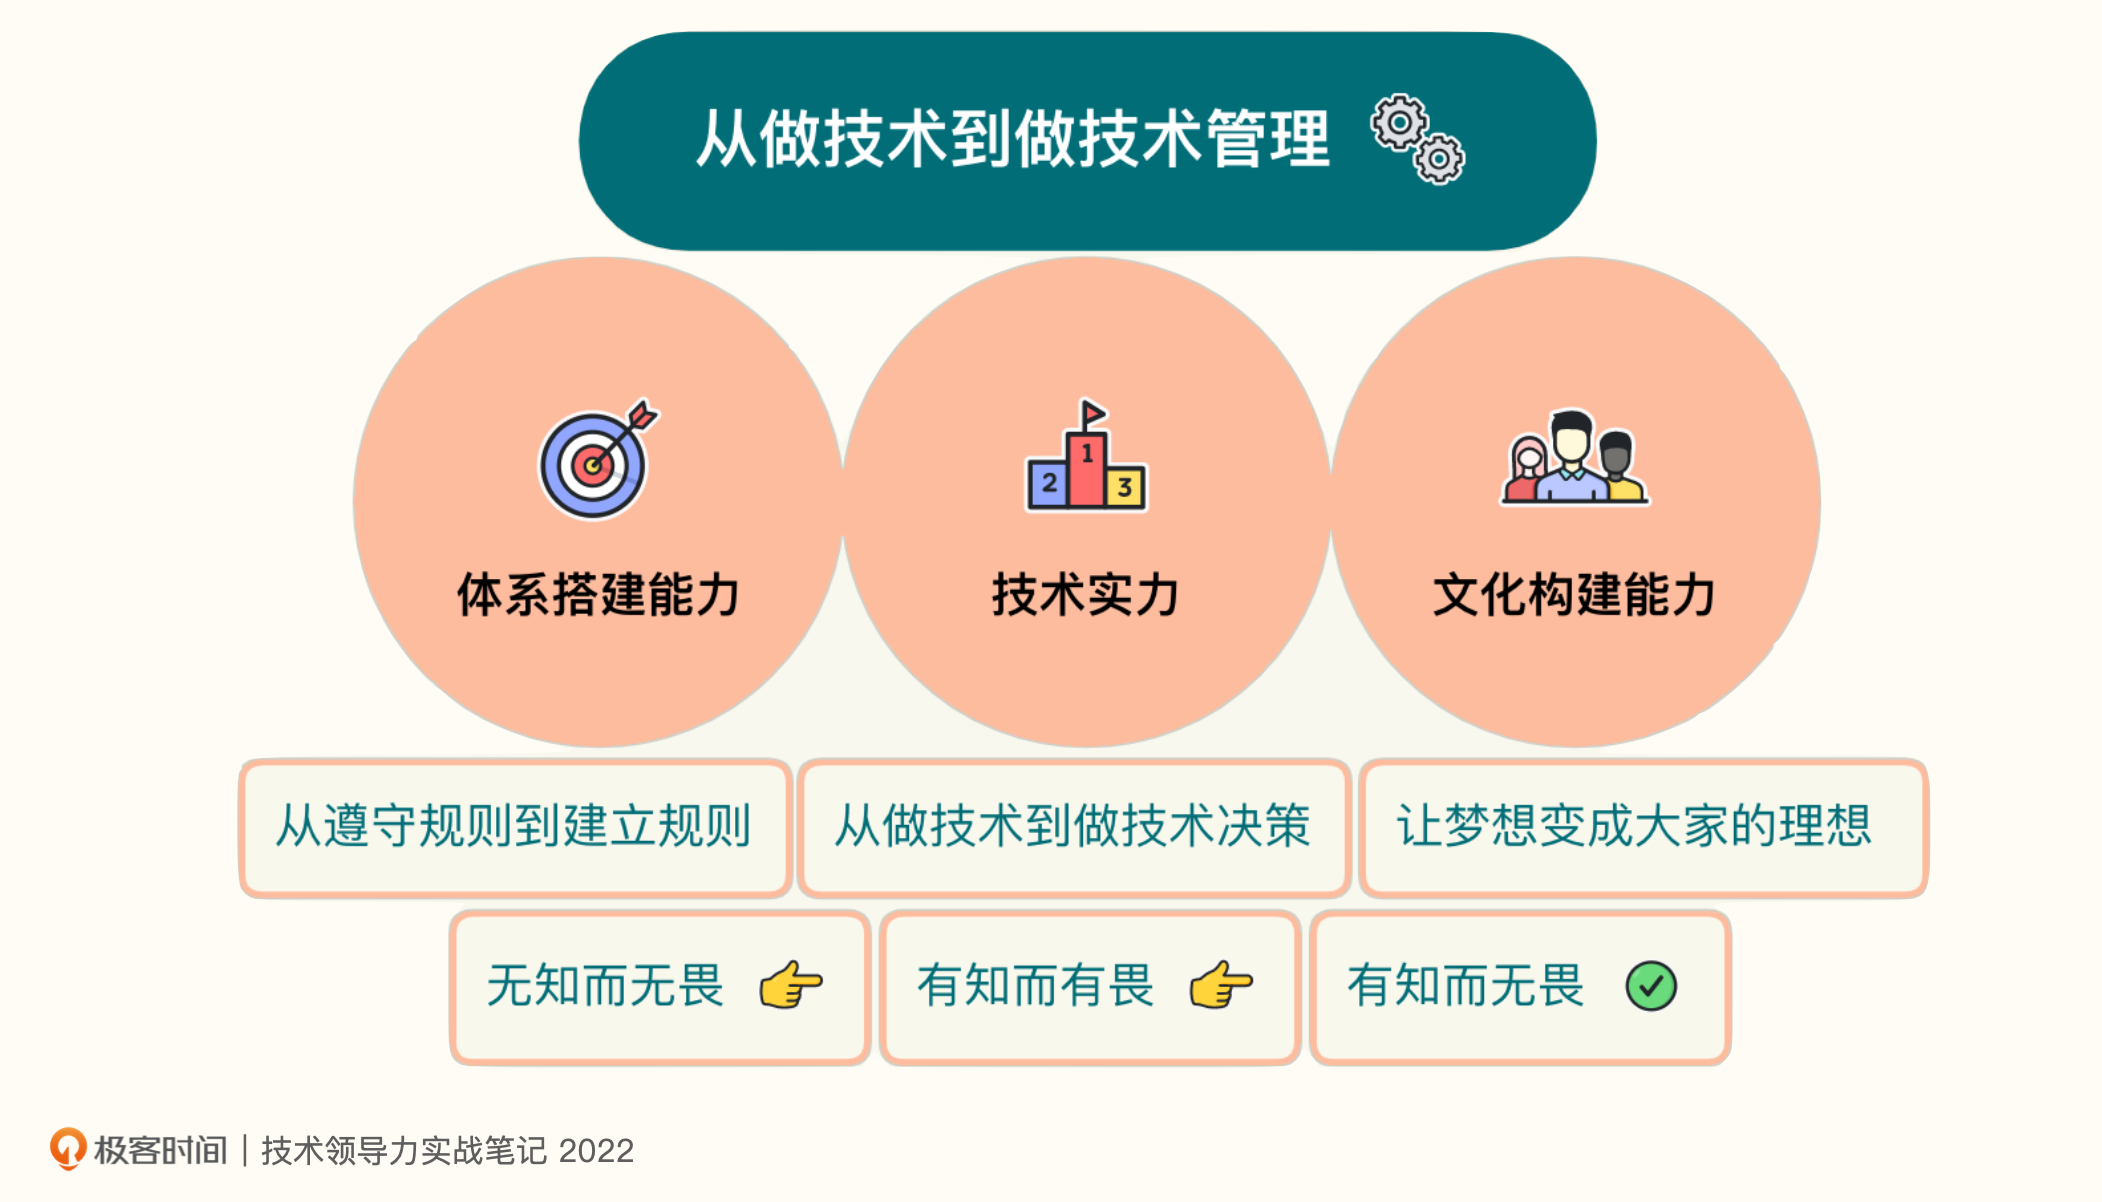 从做技术到做技术管理
2 1 3
体系搭建能力
技术实力
文化构建能力
从遵守规则到建立规则
从做技术到做技术决策
让梦想变成大家的理想
无知而无畏
有知而有畏
有知而无畏
极客时间 | 技术领导力实战笔记 2022